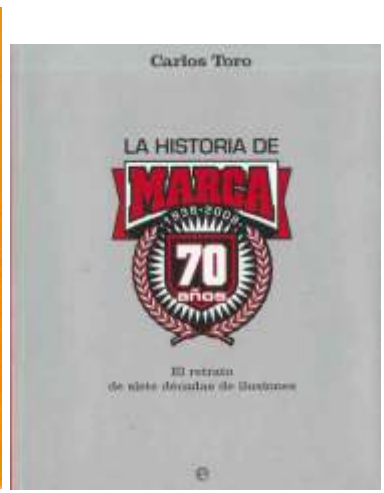 Carlos Toro
LA HISTORIA DE
MARCA
1938-2008
70
años
El retrato
de siete décadas de ilusiones
e